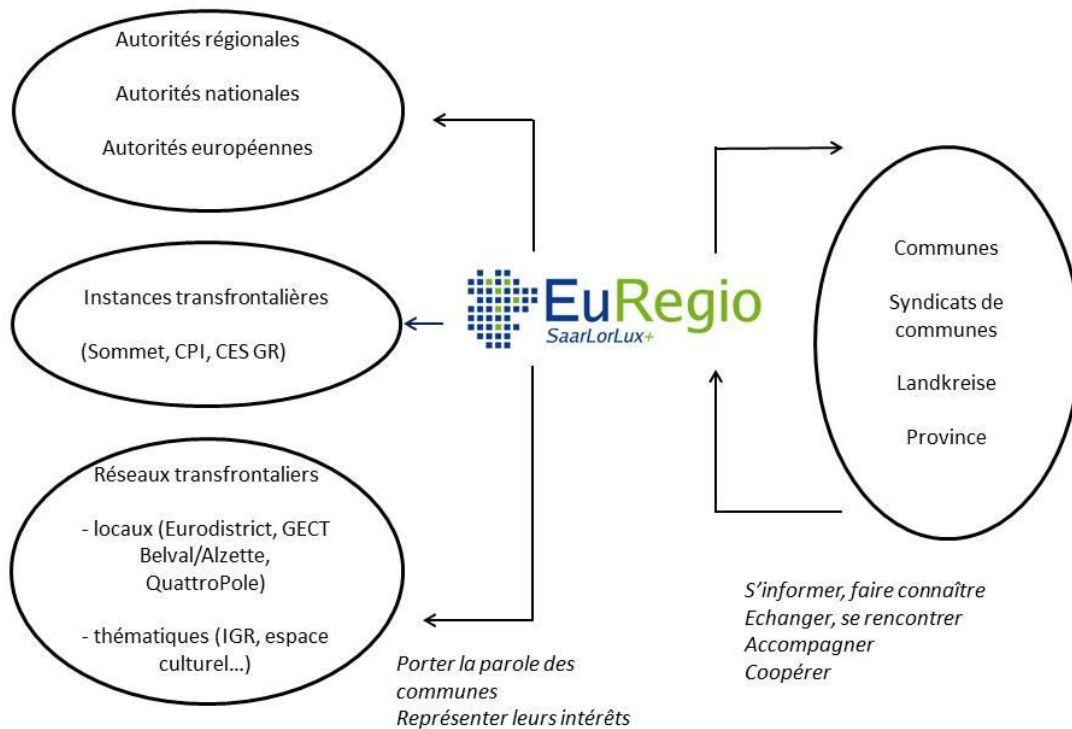 Autorités régionales
Autorités nationales
Autorités européennes
Instances transfrontalières
(Sommet, CPI, CES GR)
Réseaux transfrontaliers
- locaux (Eurodistrict, GECT
Belval/Alzette,
QuattroPole)
- thématiques (IGR, espace
culturel…)
EuRegio
SaarLorLux+
Porter la parole des
communes
Représenter leurs intérêts
Communes
Syndicats de
communes
Landkreise
Province
S’informer, faire connaître
Echanger, se rencontrer
Accompagner
Coopérer